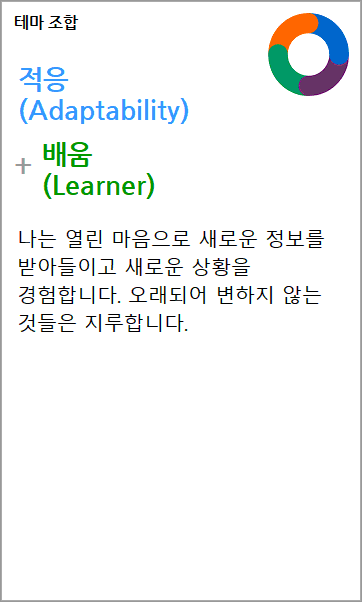 테마 조합
적응
(Adaptability)
+ 배움
(Learner)
나는 열린 마음으로 새로운 정보를
받아들이고 새로운 상황을
경험합니다. 오래되어 변하지 않는
것들은 지루합니다.